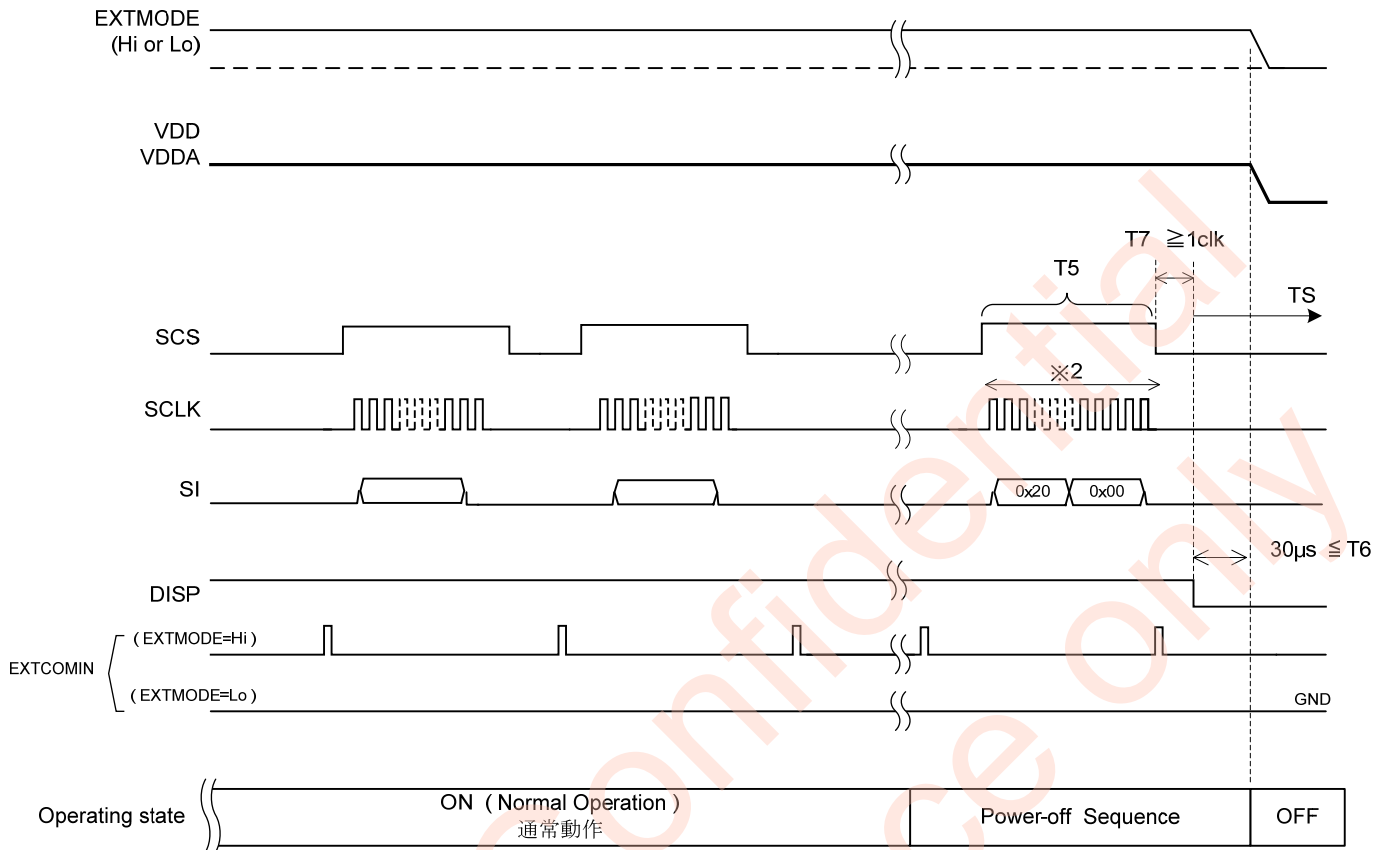 EXTMODE
(Hi or Lo)
VDD
VDDA
T7 ≧1clk
T5
TS
SCS
※2
SCLK
SI
0x20
0x00
30µs ≦ T6
DISP
EXTCOMIN
(EXTMODE=Hi)
(EXTMODE=Lo)
GND
Operating state
ON (Normal Operation)
通常動作
Power-off Sequence
OFF
Confidential
ce only